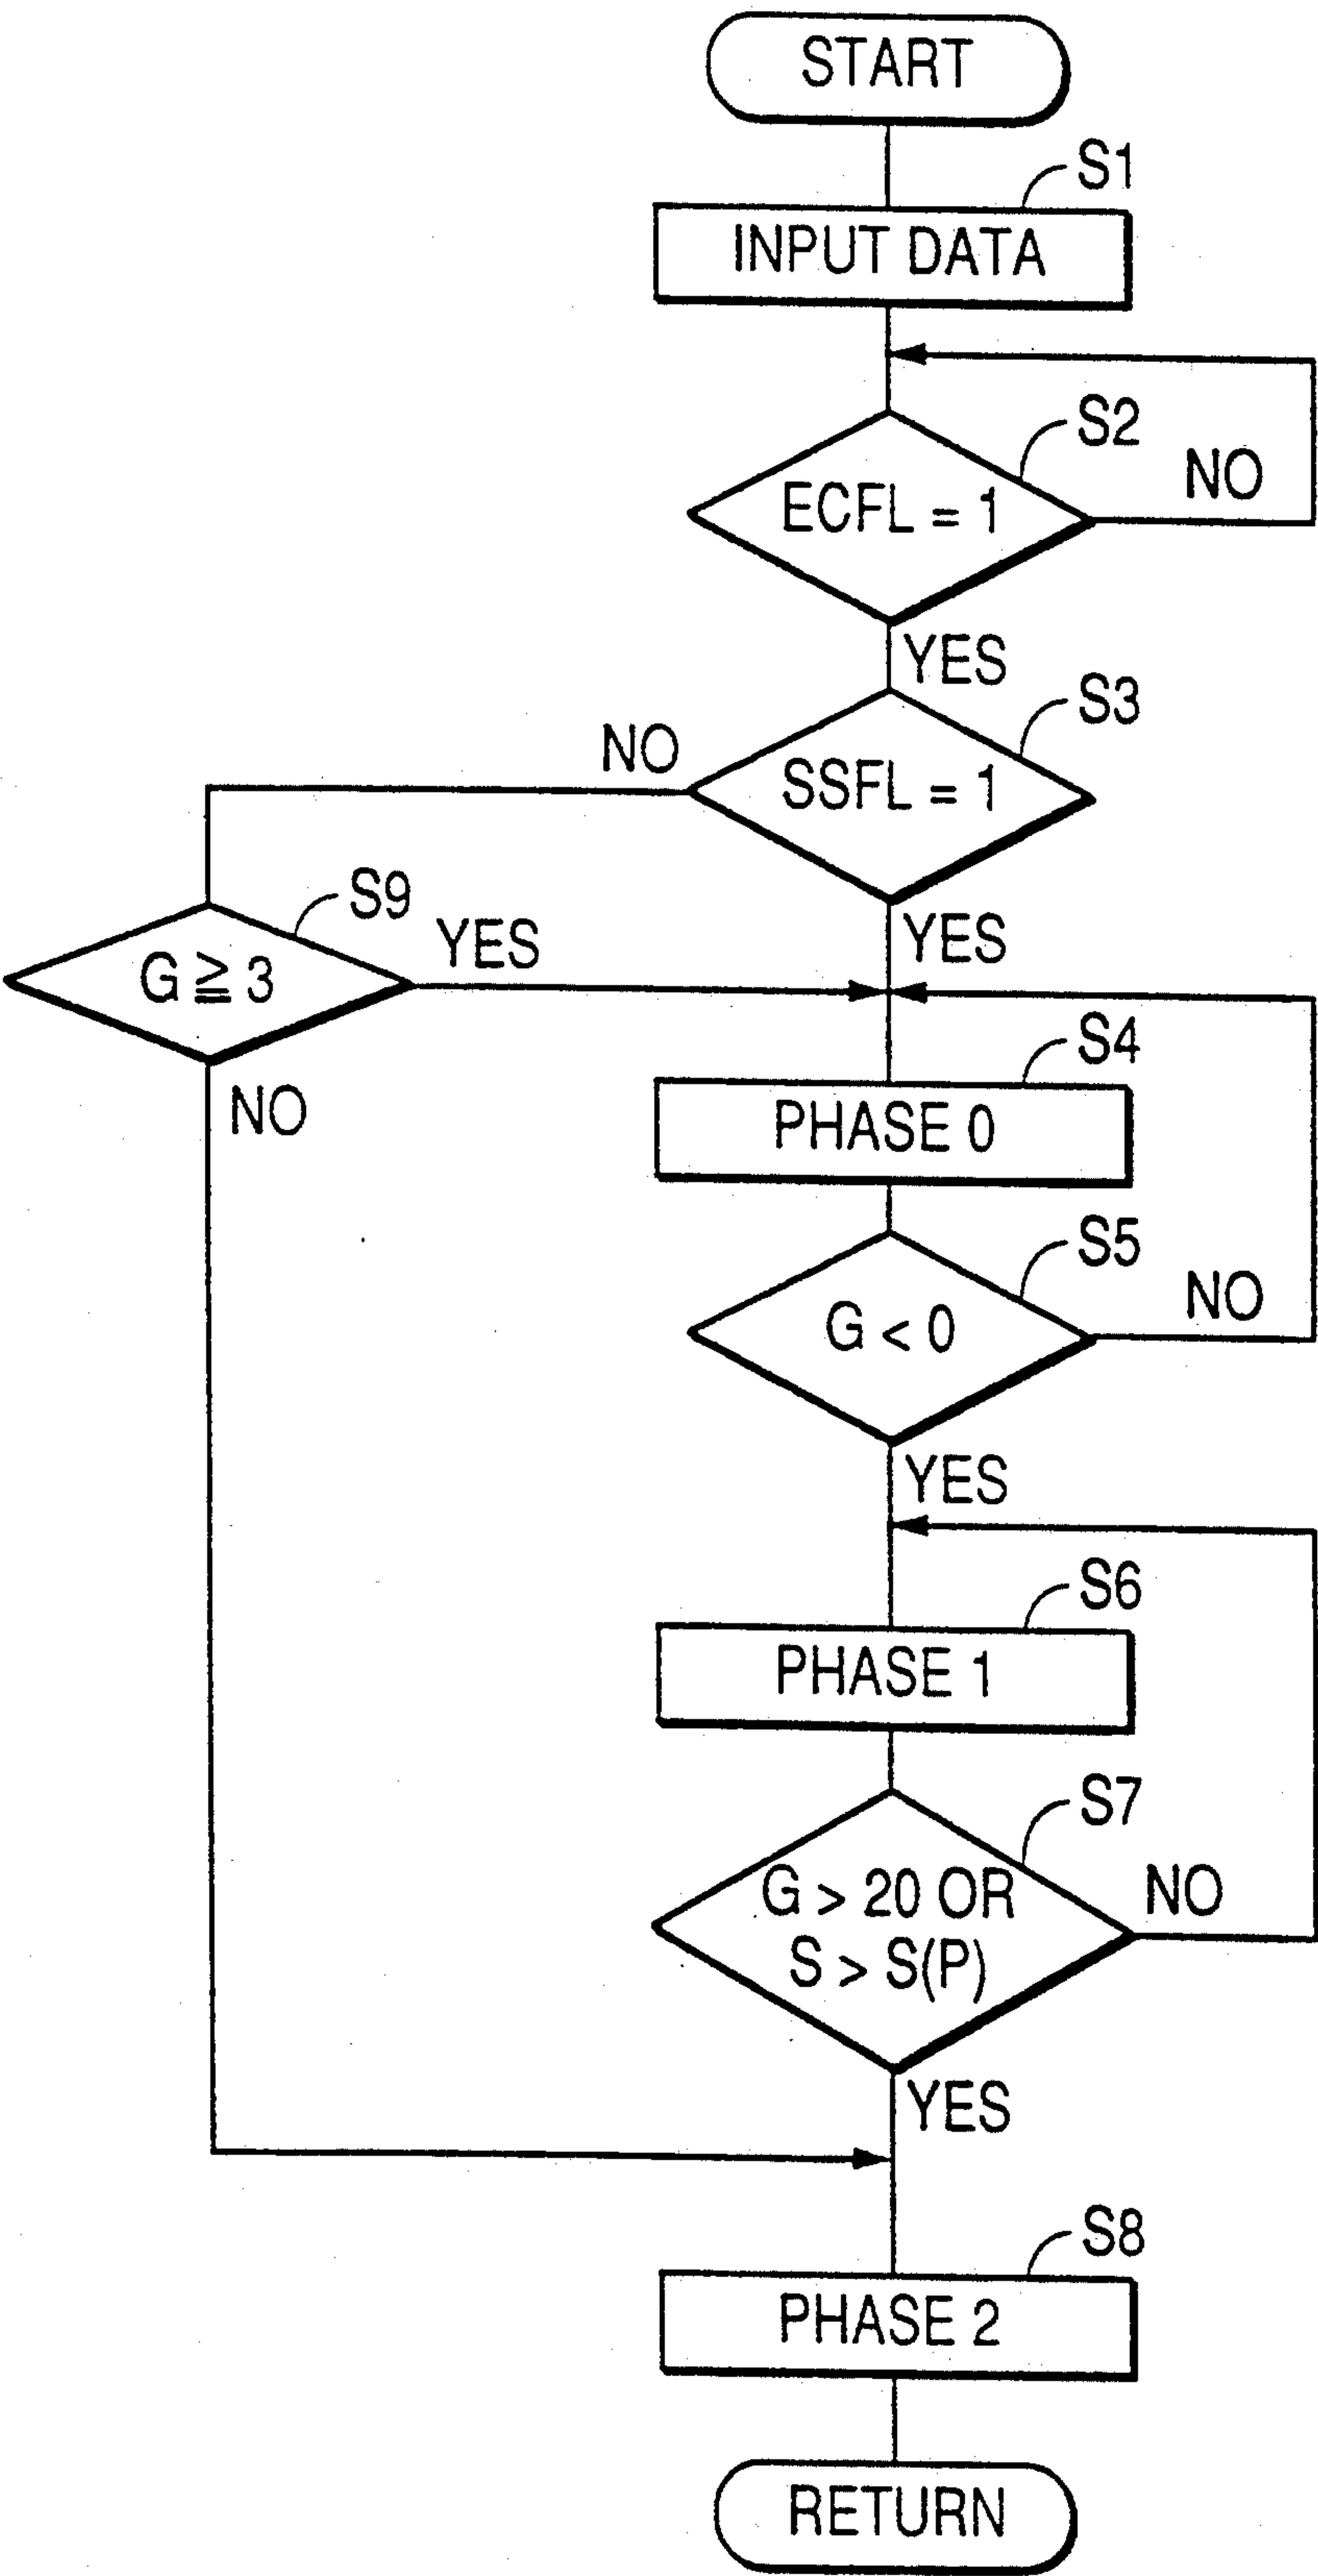 START
S1
INPUT DATA
S2
ECFL = 1
NO
YES
S3
NO
SSFL = 1
YES
S9
G ≧ 3
YES
NO
S4
PHASE 0
S5
G < 0
NO
YES
S6
PHASE 1
S7
G > 20 OR
S > S(P)
NO
YES
S8
PHASE 2
RETURN